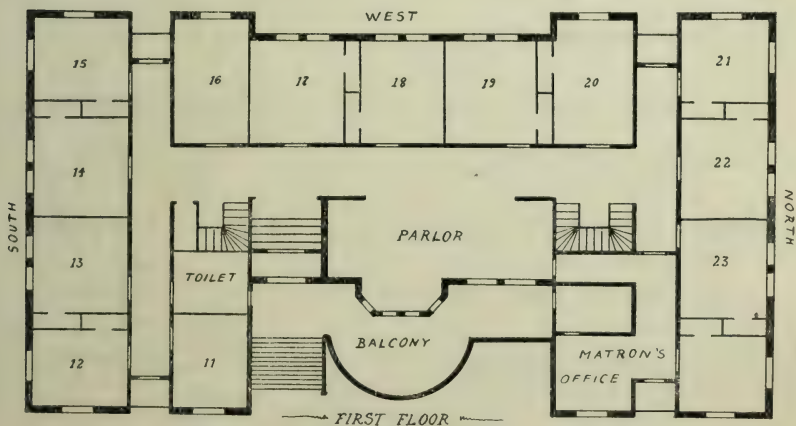 WEST
15
16
17
18
19
20
21
14
22
SOUTH
NORTH
PARLOR
13
TOILET
23
12
11
BALCONY
MATRON'S
OFFICE
FIRST FLOOR